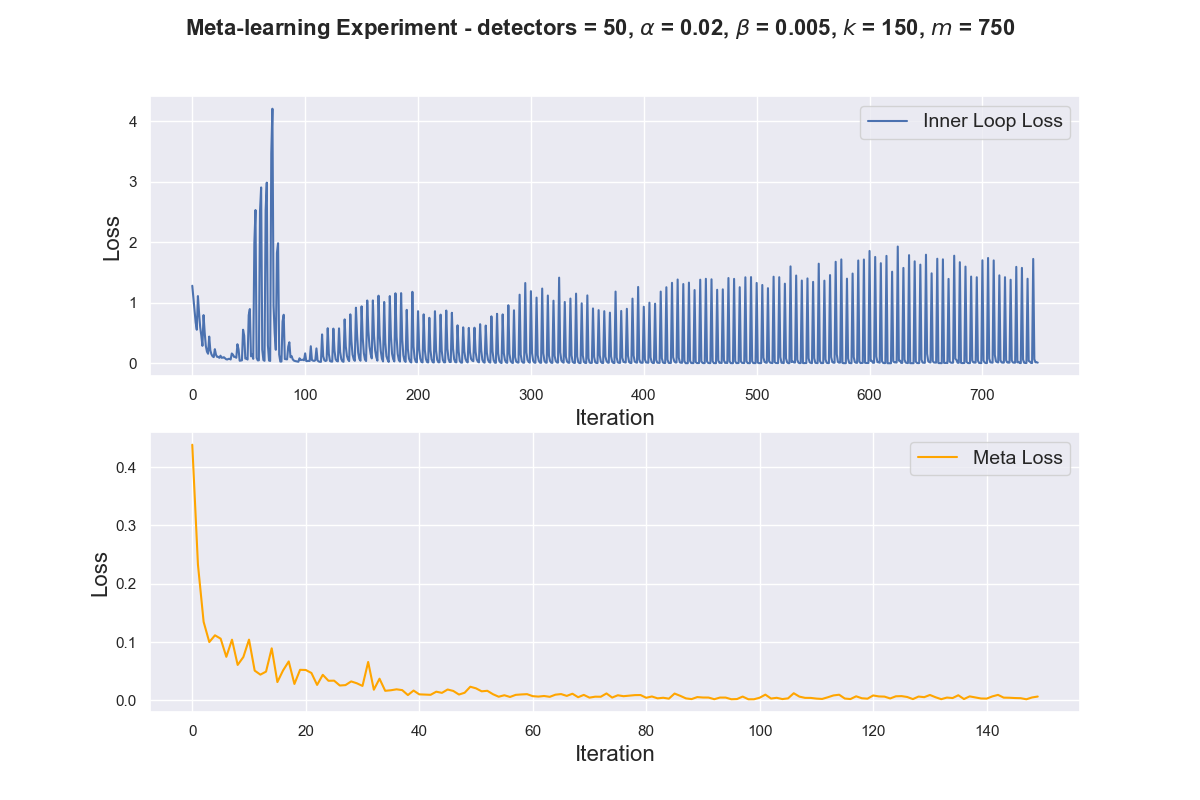 Meta-learning Experiment - detectors = 50, α = 0.02, β = 0.005, k = 150, m = 750
Inner Loop Loss
4
3
2
1
0
Loss
0 100 200 300 400 500 600 700
Iteration
Meta Loss
0.4
0.3
0.2
0.1
0.0
Loss
0 20 40 60 80 100 120 140
Iteration